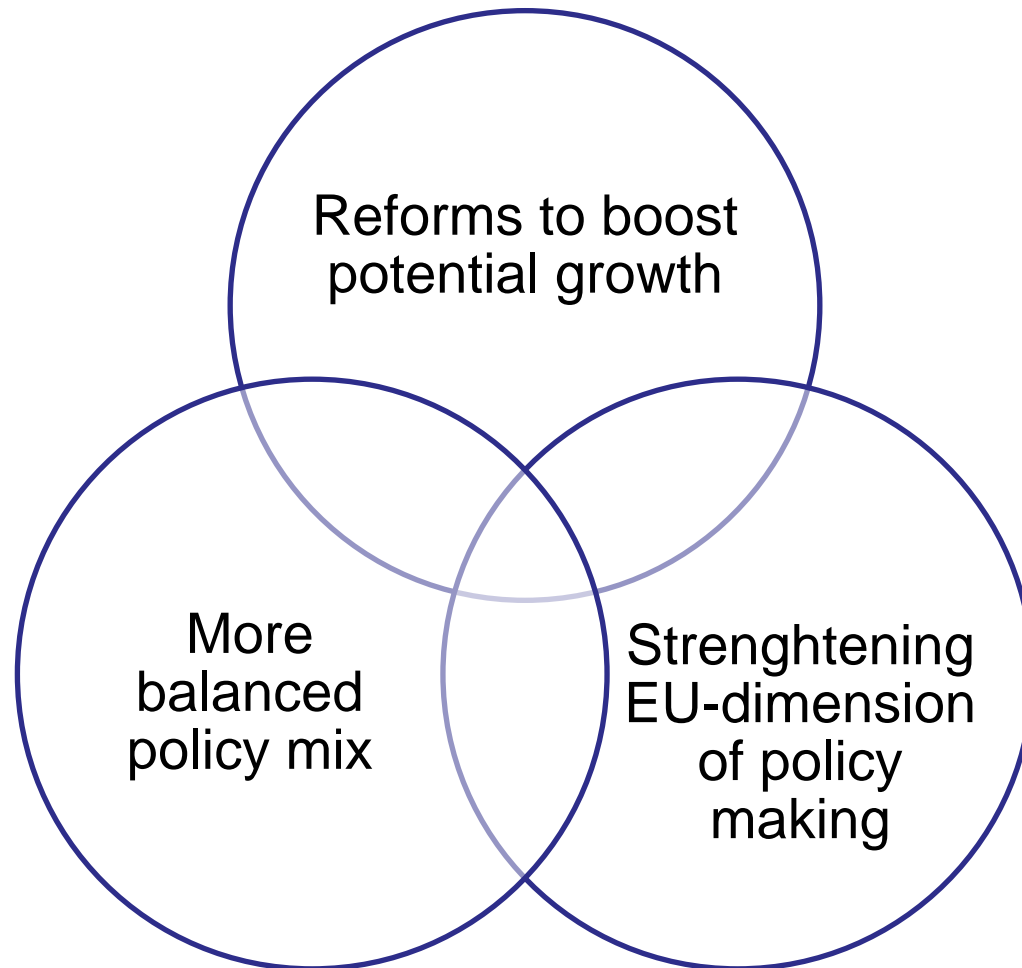 Reforms to boost
potential growth
More
balanced
policy mix
Strenghtening
EU-dimension
of policy
making